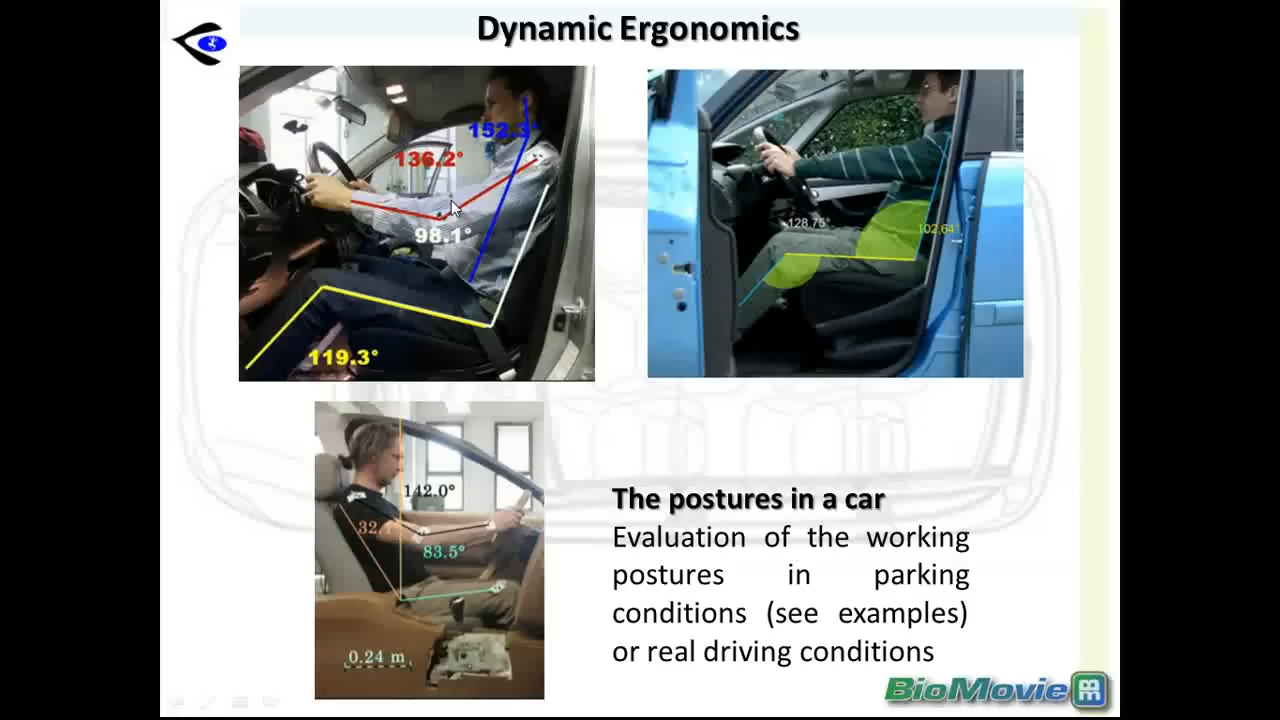 Dynamic Ergonomics
152.3°
136.2°
98.1°
119.3°
128.75°
102.64°
142.0°
32.
83.5°
0.24 m
The postures in a car
Evaluation of the working
postures in parking
conditions (see examples)
or real driving conditions
BioMovie